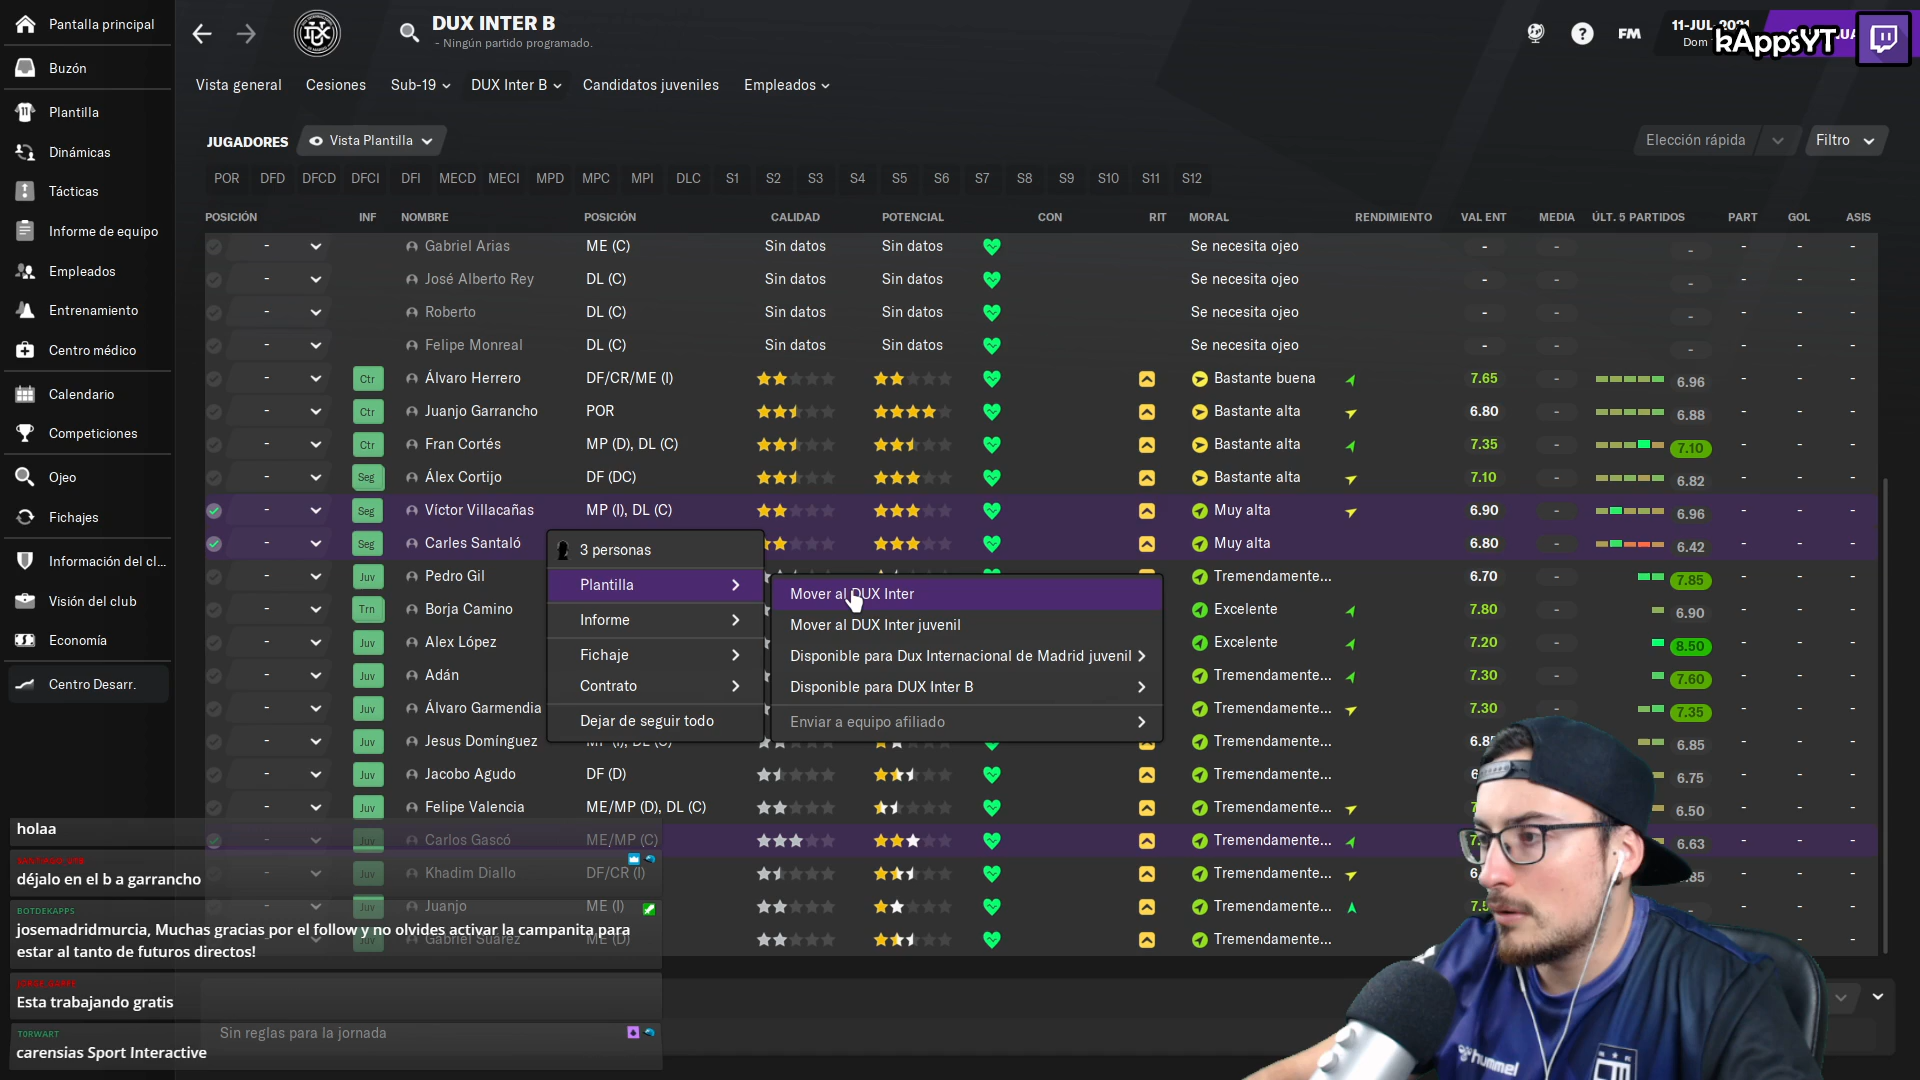 Pantalla principal
Buzón
Plantilla
Dinámicas
Tácticas
Informe de equipo
Empleados
Entrenamiento
Centro médico
Calendario
Competiciones
Ojeo
Fichajes
Información del cl...
Visión del club
Economía
Centro Desarr.
DUX INTER B
- Ningún partido programado.
FM
11-JUL 2021
Dom
kAppsYT
Vista general Cesiones Sub-19 DUX Inter B Candidatos juveniles Empleados
JUGADORES Vista Plantilla Elección rápida Filtro
POR DFD DFCD DFCI DFI MECD MECI MPD MPC MPI DLC S1 S2 S3 S4 S5 S6 S7 S8 S9 S10 S11 S12
POSICIÓN INF NOMBRE POSICIÓN CALIDAD POTENCIAL CON RIT MORAL RENDIMIENTO VAL ENT MEDIA ÚLT. 5 PARTIDOS PART GOL ASIS
- Gabriel Arias ME (C) Sin datos Sin datos Se necesita ojeo - - - - - -
- José Alberto Rey DL (C) Sin datos Sin datos Se necesita ojeo - - - - - -
- Roberto DL (C) Sin datos Sin datos Se necesita ojeo - - - - - -
- Felipe Monreal DL (C) Sin datos Sin datos Se necesita ojeo - - - - - -
- Ctr Álvaro Herrero DF/CR/ME (I) Bastante buena 7.65 - 6.96 - - -
- Ctr Juanjo Garrancho POR Bastante alta 6.80 - 6.88 - - -
- Ctr Fran Cortés MP (D), DL (C) Bastante alta 7.35 - 7.10 - - -
- Seg Álex Cortijo DF (DC) Bastante alta 7.10 - 6.82 - - -
- Seg Víctor Villacañas MP (I), DL (C) Muy alta 6.90 - 6.96 - - -
- Seg Carles Santaló Muy alta 6.80 - 6.42 - - -
- Juv Pedro Gil Tremendamente... 6.70 - 7.85 - - -
- Trn Borja Camino Excelente 7.80 - 6.90 - - -
- Juv Alex López Excelente 7.20 - 8.50 - - -
- Juv Adán Tremendamente... 7.30 - 7.60 - - -
- Juv Álvaro Garmendia Tremendamente... 7.30 - 7.35 - - -
- Juv Jesus Domínguez MP (I), DL (C) Tremendamente... 6.85 6.85 - - -
- Juv Jacobo Agudo DF (D) Tremendamente... 6.75 - - -
- Juv Felipe Valencia ME/MP (D), DL (C) Tremendamente... 6.50 - - -
- Juv Carlos Gascó ME/MP (C) Tremendamente... 6.63 - - -
- Juv Khadim Diallo DF/CR (I) Tremendamente... - - -
- Juv Juanjo ME (I) Tremendamente... - - - -
- Juv Gabriel Suárez ME (D) Tremendamente... - -
3 personas
Plantilla
Informe
Fichaje
Contrato
Dejar de seguir todo
Mover al DUX Inter
Mover al DUX Inter juvenil
Disponible para Dux Internacional de Madrid juvenil
Disponible para DUX Inter B
Enviar a equipo afiliado
holaa
déjalo en el b a garrancho
BOTDEKAPPS
josemadridmurcia, Muchas gracias por el follow y no olvides activar la campanita para
estar al tanto de futuros directos!
Esta trabajando gratis
Sin reglas para la jornada
T0RWART
carensias Sport Interactive
hummel